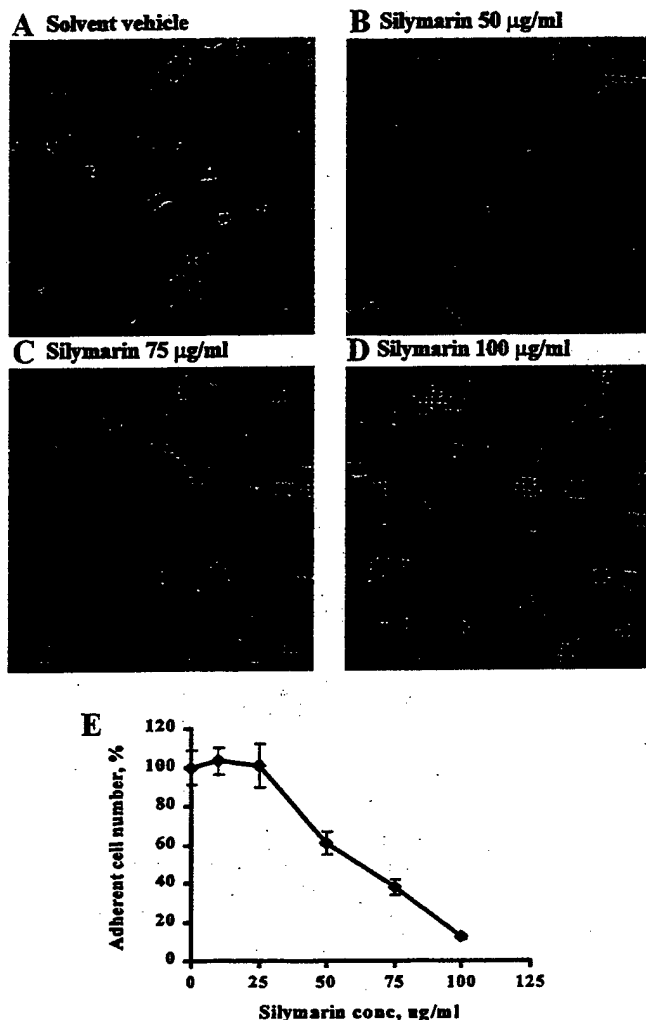 A Solvent vehicle
B Silymarin 50 µg/ml
C Silymarin 75 µg/ml
D Silymarin 100 µg/ml
E
Adherent cell number, %
120
100
80
60
40
20
0
0 25 50 75 100 125
Silymarin conc, ug/ml